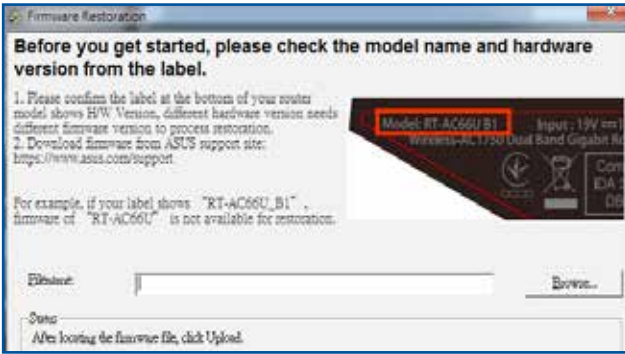 Firmware Restoration
Before you get started, please check the model name and hardware
version from the label.
1. Please confirm the label at the bottom of your router
model shows H/W Version, different hardware version needs
different firmware version to process restoration.
2. Download firmware from ASUS support site:
https://www.asus.com/support
For example, if your label shows “RT-AC66U_B1”,
firmware of “RT-AC66U” is not available for restoration.
Model: RT-AC66U B1
Input : 19V
Wireless-AC1750 Dual Band Gigabit
IDA
Filename:
Browse...
Status
After locating the firmware file, click Upload.